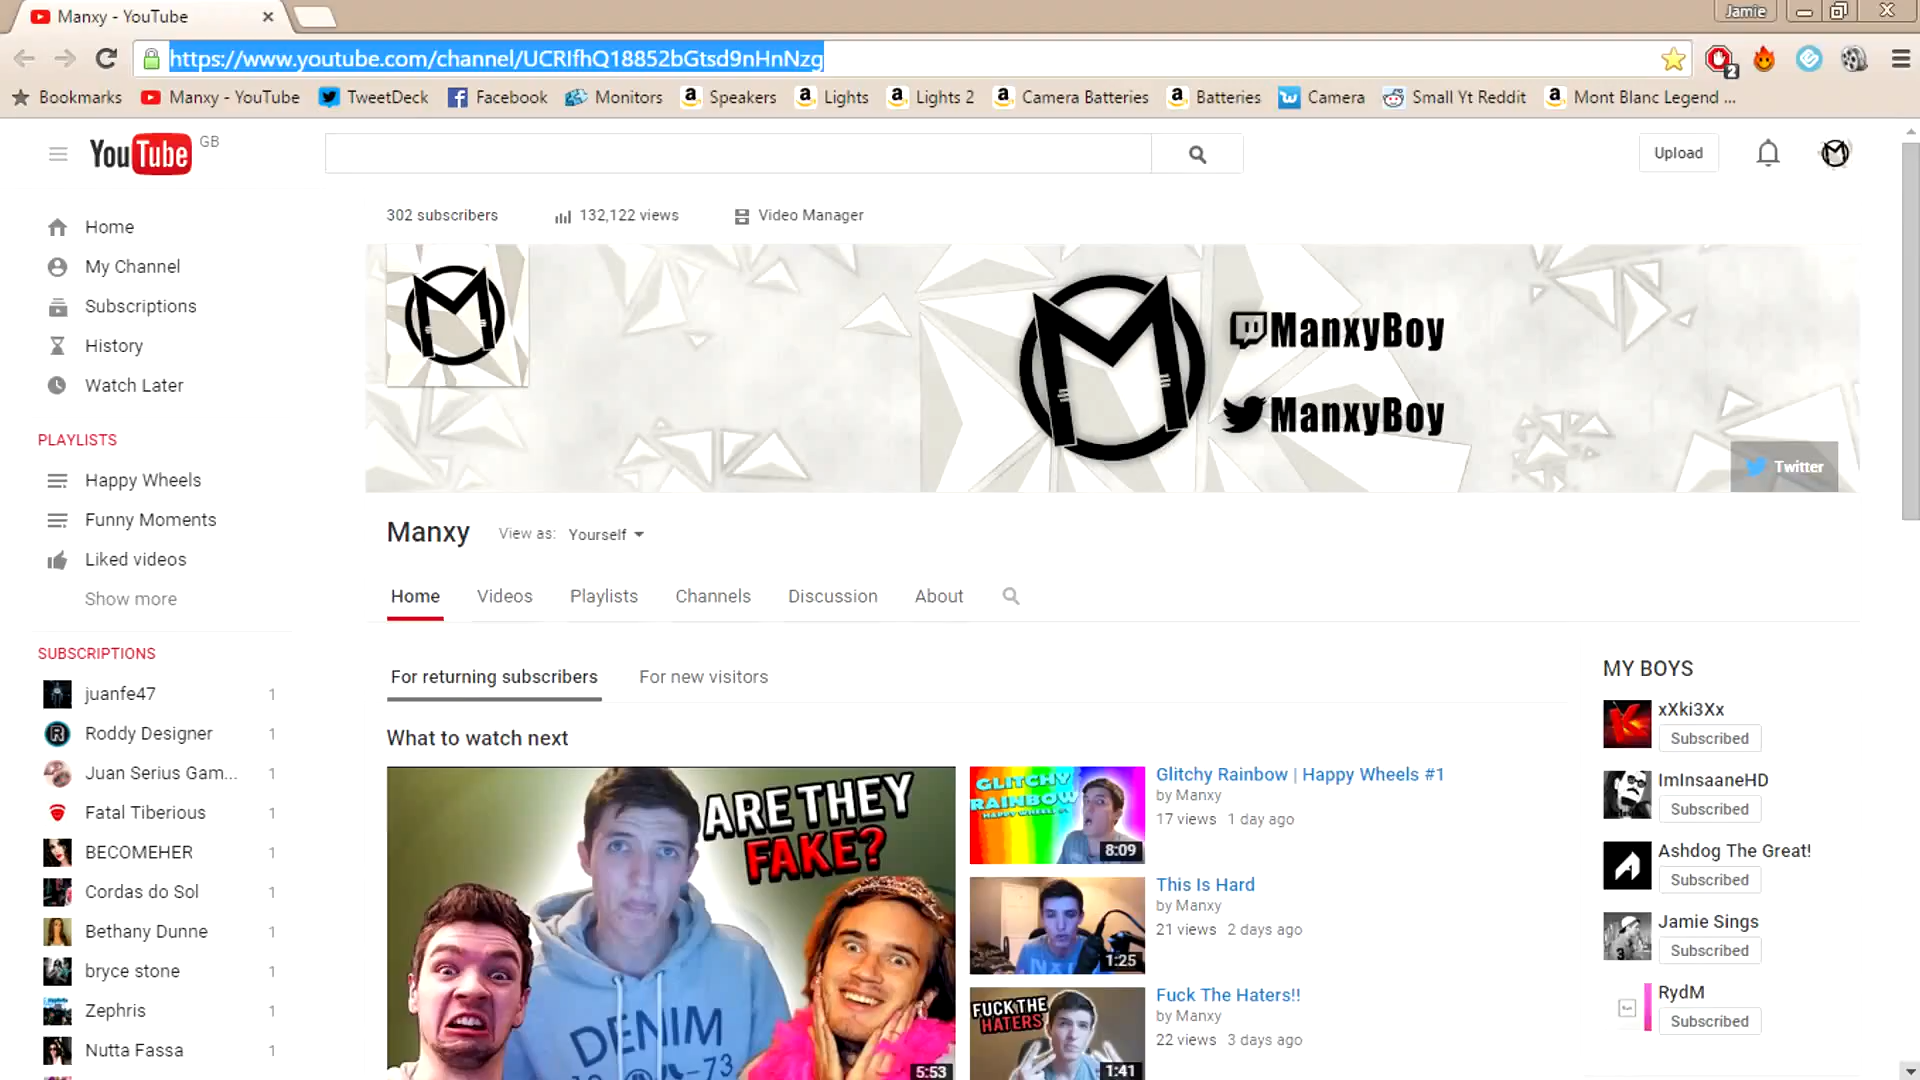 Manxy - YouTube
Jamie
https://www.youtube.com/channel/UCRIfhQ18852bGtsd9nHnNzg
2
Bookmarks Manxy - YouTube TweetDeck Facebook Monitors Speakers Lights Lights 2 Camera Batteries Batteries Camera Small Yt Reddit Mont Blanc Legend ...
YouTube GB
Upload
302 subscribers 132,122 views Video Manager
Home
My Channel
Subscriptions
History
Watch Later
PLAYLISTS
Happy Wheels
Funny Moments
Liked videos
Show more
SUBSCRIPTIONS
juanfe47 1
Roddy Designer 1
Juan Serius Gam... 1
Fatal Tiberious 1
BECOMEHER 1
Cordas do Sol 1
Bethany Dunne 1
bryce stone 1
Zephris 1
Nutta Fassa 1
ManxyBoy
ManxyBoy
Twitter
Manxy View as: Yourself
Home Videos Playlists Channels Discussion About
For returning subscribers For new visitors
What to watch next
ARE THEY
FAKE?
DENIM
73
5:53
GLITCHY
RAINBOW
HAPPY WHEELS
8:09
Glitchy Rainbow | Happy Wheels #1
by Manxy
17 views 1 day ago
1:25
This Is Hard
by Manxy
21 views 2 days ago
FUCK THE
HATERS
1:41
Fuck The Haters!!
by Manxy
22 views 3 days ago
MY BOYS
xXki3Xx
Subscribed
ImInsaaneHD
Subscribed
Ashdog The Great!
Subscribed
Jamie Sings
Subscribed
RydM
Subscribed